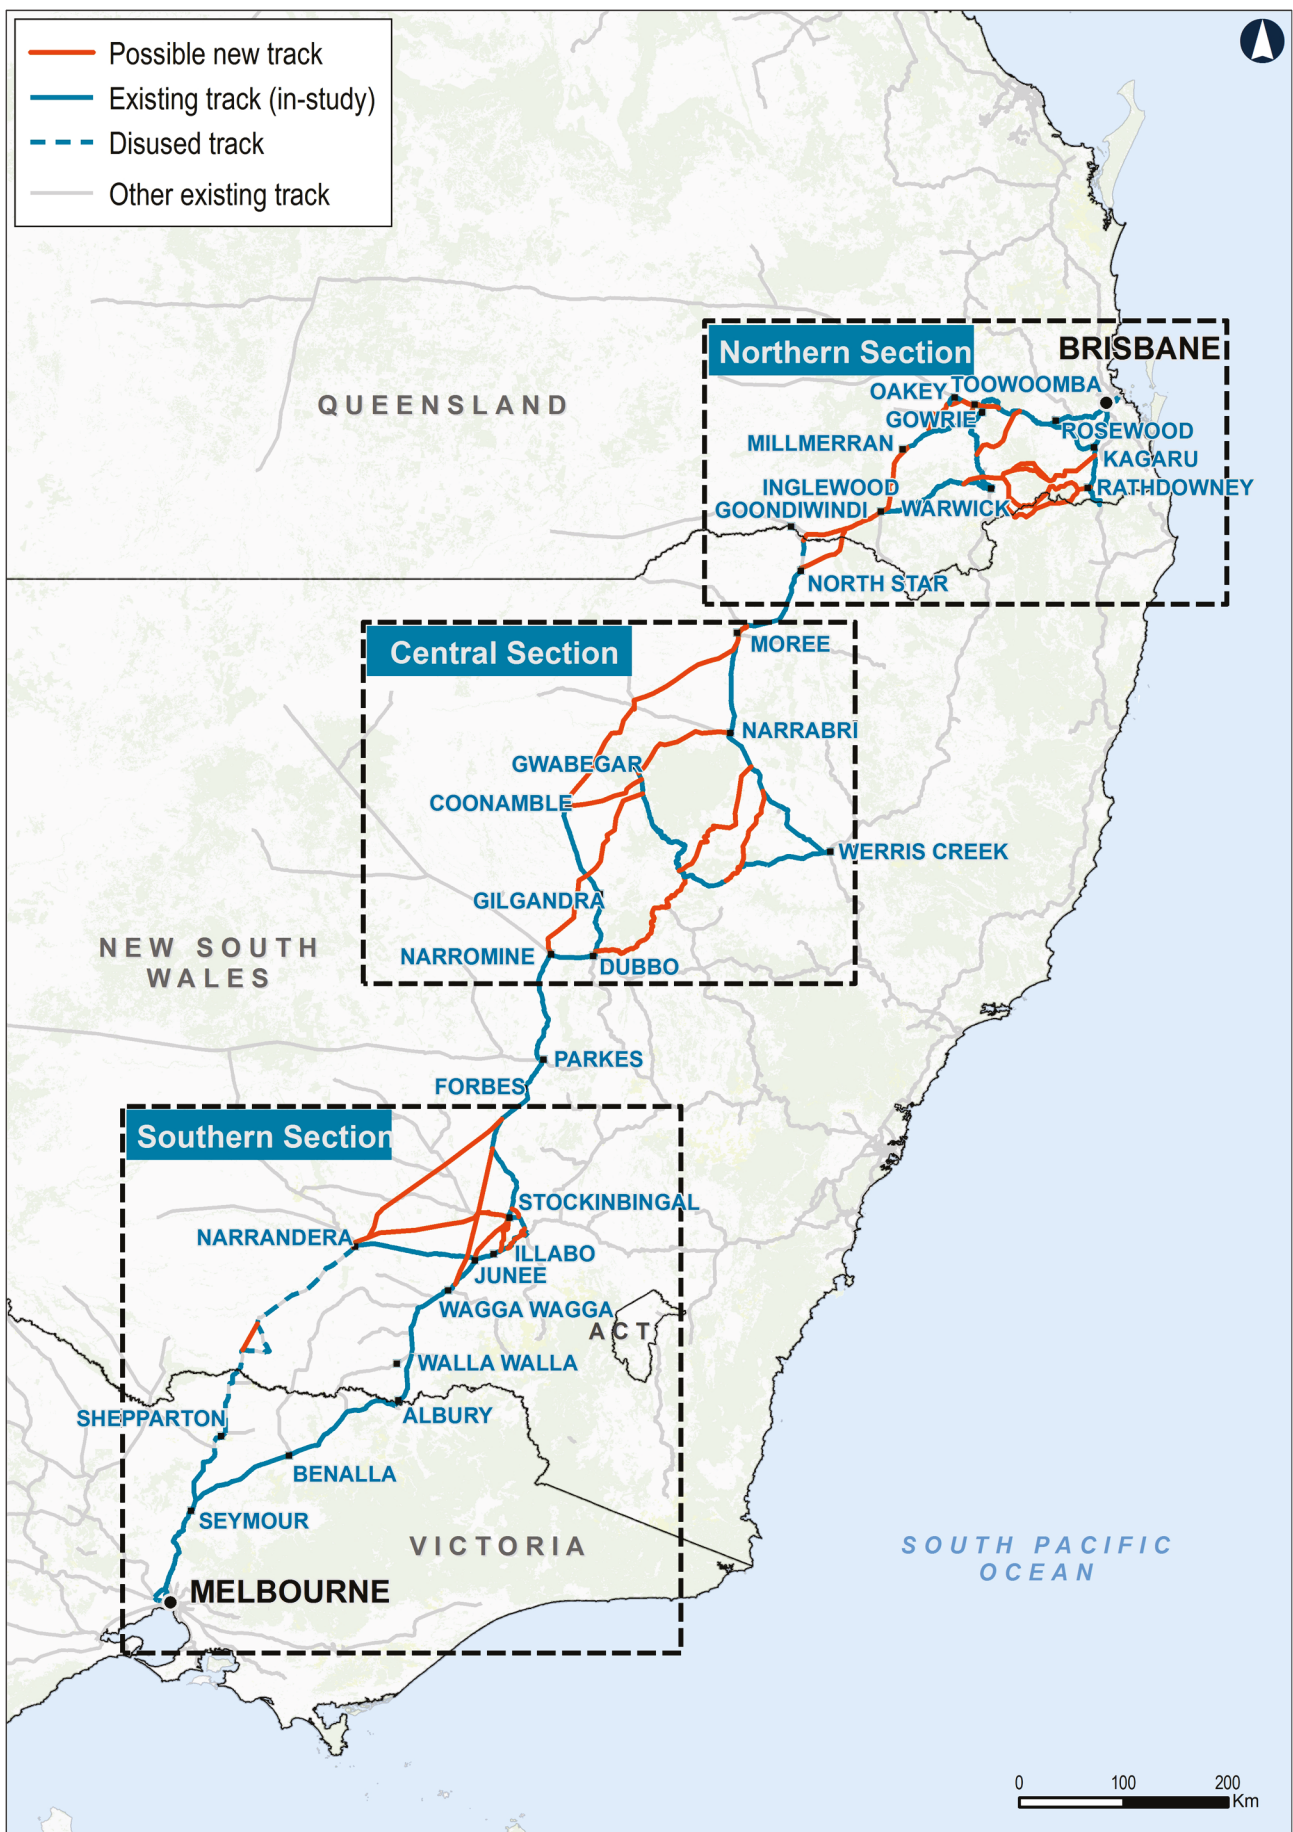 Possible new track
Existing track (in-study)
Disused track
Other existing track
Northern Section
BRISBANE
QUEENSLAND
OAKEY
TOOWOOMBA
GOWRIE
ROSEWOOD
MILLMERRAN
KAGARU
INGLEWOOD
RATHDOWNEY
GOONDIWINDI
WARWICK
NORTH STAR
Central Section
MOREE
NARRABRI
GWABEGAR
COONAMBLE
WERRIS CREEK
GILGANDRA
NEW SOUTH
WALES
NARROMINE
DUBBO
PARKES
FORBES
Southern Section
STOCKINBINGAL
NARRANDERA
ILLABO
JUNEE
WAGGA WAGGA
ACT
WALLA WALLA
SHEPPARTON
ALBURY
BENALLA
SEYMOUR
VICTORIA
SOUTH PACIFIC
OCEAN
MELBOURNE
0 100 200
Km